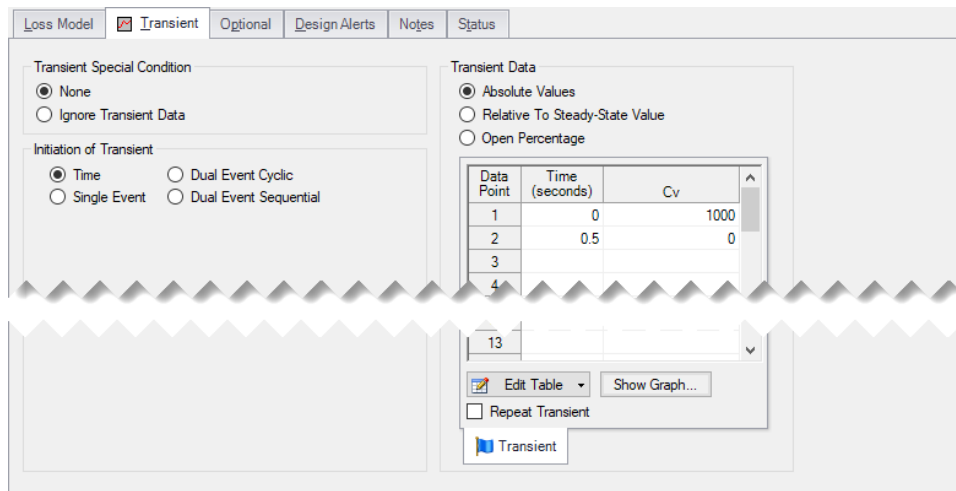 Loss Model Transient Optional Design Alerts Notes Status
Transient Special Condition
None
Ignore Transient Data
Initiation of Transient
Time Dual Event Cyclic
Single Event Dual Event Sequential
Transient Data
Absolute Values
Relative To Steady-State Value
Open Percentage
Data Point Time (seconds) Cv
1 0 1000
2 0.5 0
3
4
13
Edit Table Show Graph...
Repeat Transient
Transient